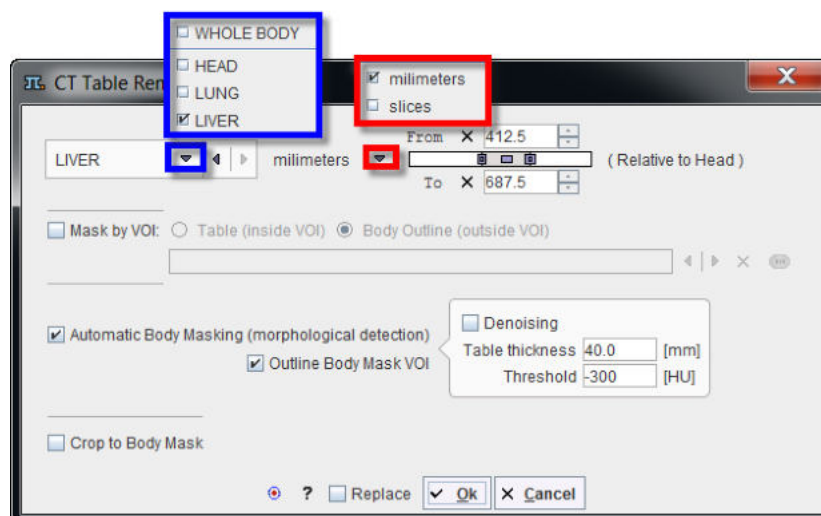 WHOLE BODY
HEAD
LUNG
LIVER
milimeters
slices
CT Table Rem
LIVER
milimeters
From
412.5
( Relative to Head )
To
687.5
Mask by VOI:
Table (inside VOI)
Body Outline (outside VOI)
Automatic Body Masking (morphological detection)
Outline Body Mask VOI
Denoising
Table thickness 40.0 [mm]
Threshold -300 [HU]
Crop to Body Mask
? Replace Ok Cancel